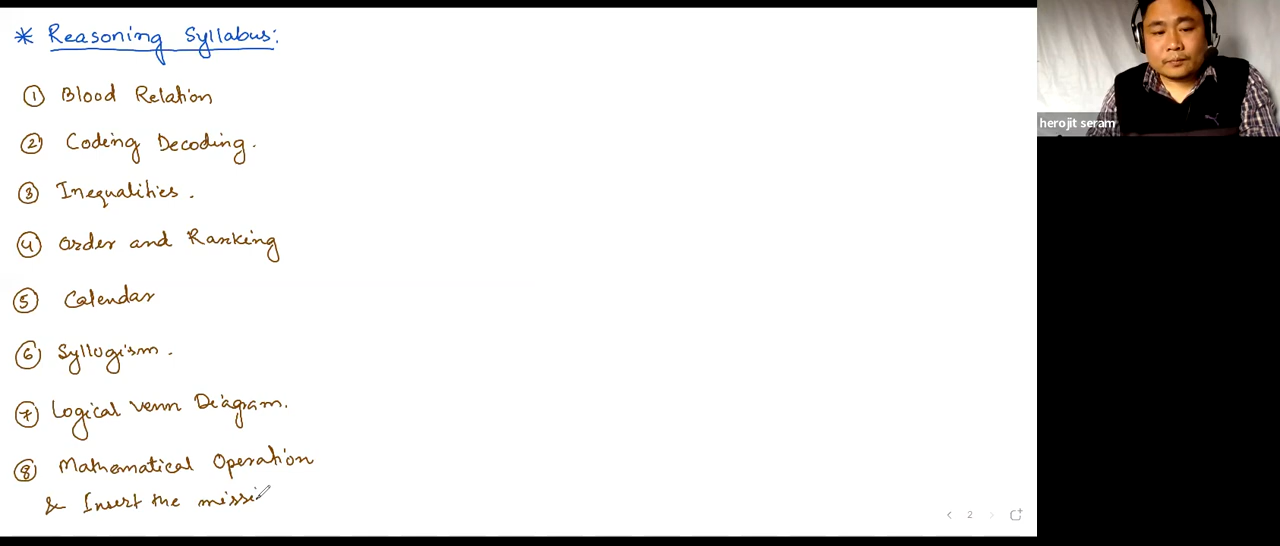 * Reasoning Syllabus:
① Blood Relation
② Coding Decoding.
③ Inequalities.
④ Order and Ranking
⑤ Calendar
⑥ Syllogism.
⑦ Logical Venn Diagram.
⑧ Mathematical Operation
& Insert the missi
herojit seram
2